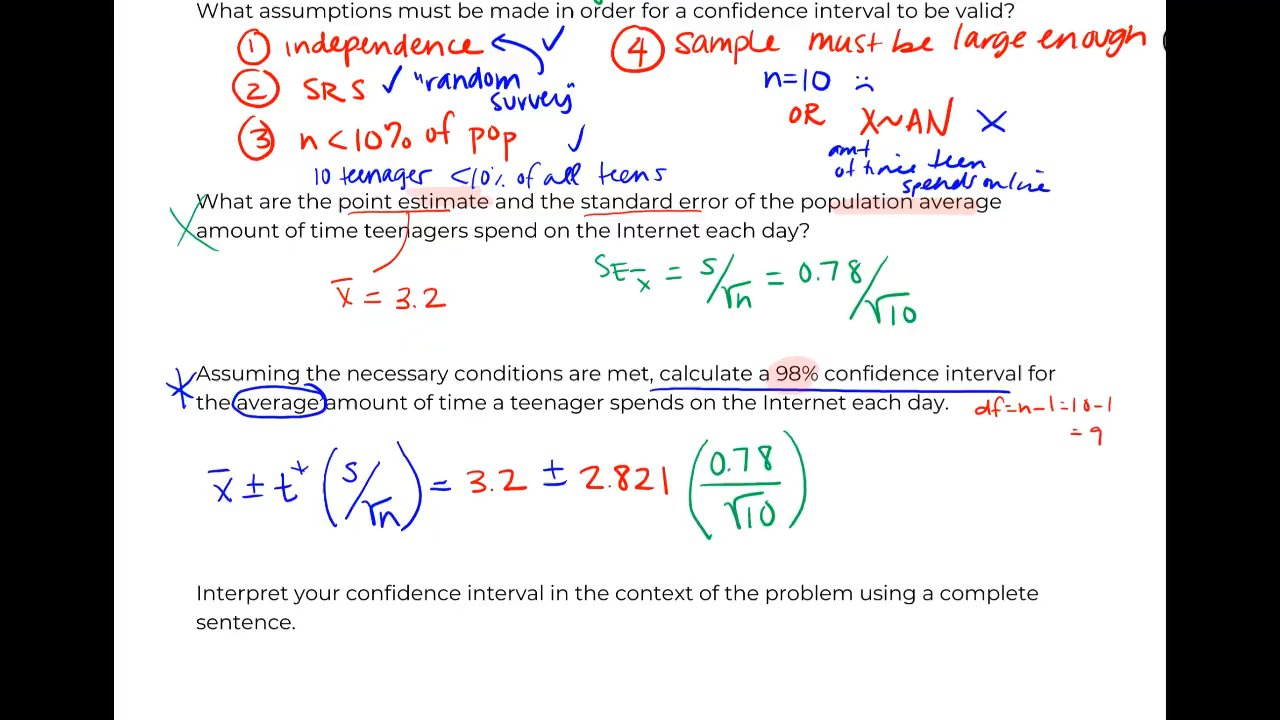 What assumptions must be made in order for a confidence interval to be valid?
① independence ✓
④ Sample must be large enough (
② SRS ✓ "random survey"
n=10 :(
③ n < 10% of pop ✓
OR X~AN X
10 teenager <10% of all teens
amt of time teen spends online
What are the point estimate and the standard error of the population average
amount of time teenagers spend on the Internet each day?
x̄ = 3.2
SEx̄ = s/√n = 0.78/√10
Assuming the necessary conditions are met, calculate a 98% confidence interval for
the average amount of time a teenager spends on the Internet each day.
df=n-1=10-1
= 9
x̄ ± t* (s/√n) = 3.2 ± 2.821 (0.78/√10)
Interpret your confidence interval in the context of the problem using a complete
sentence.